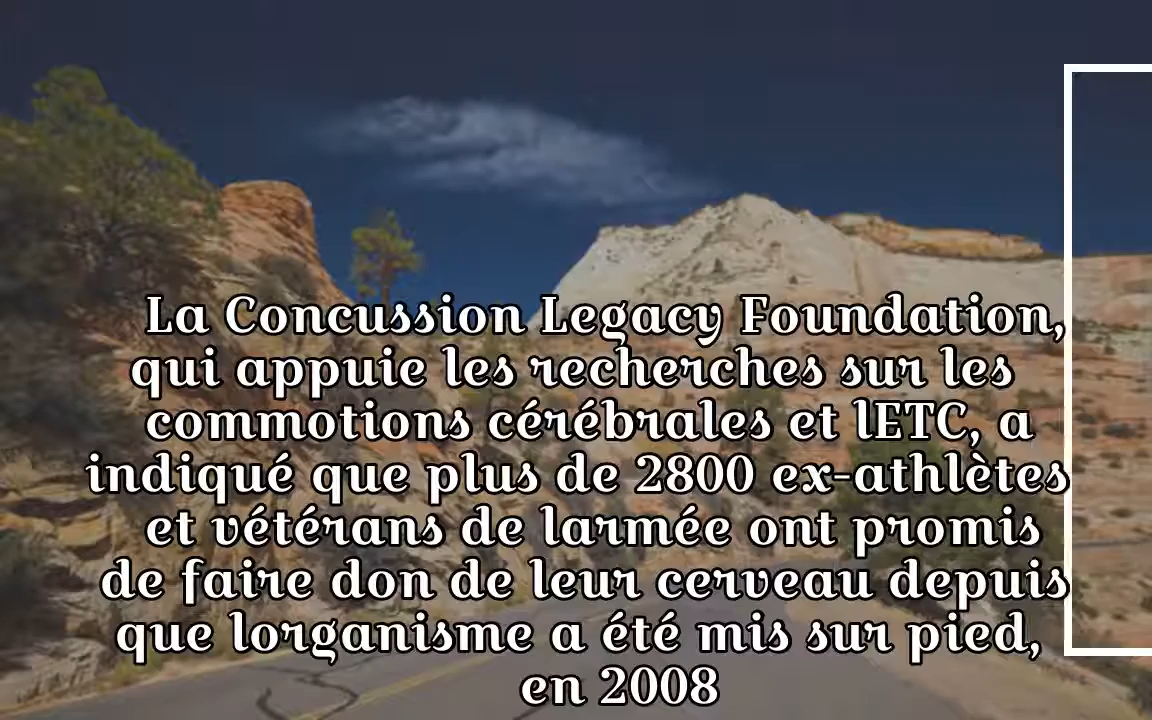 La Concussion Legacy Foundation,
qui appuie les recherches sur les
commotions cérébrales et lETC, a
indiqué que plus de 2800 ex-athlètes
et vétérans de larmée ont promis
de faire don de leur cerveau depuis
que lorganisme a été mis sur pied,
en 2008